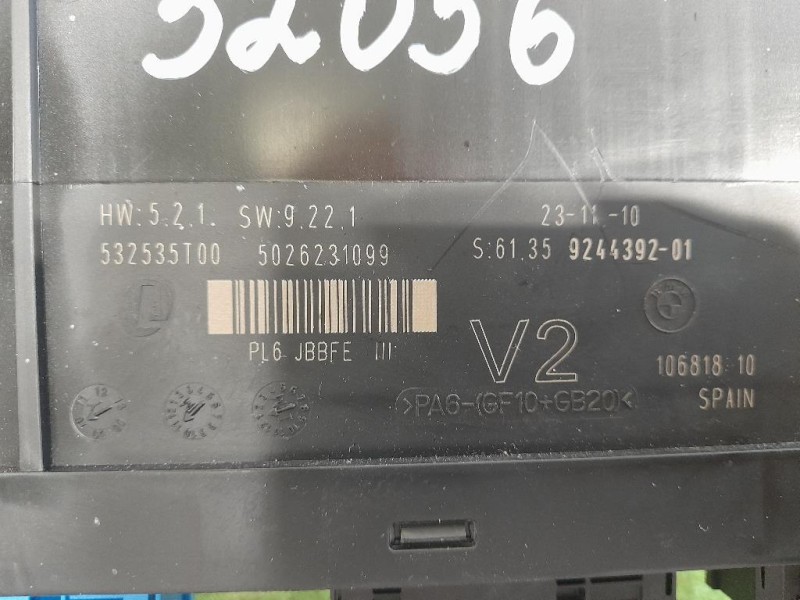 52056
HW:5.2.1. SW:9.22.1 23-11-10
532535T00 5026231099 S:61.35 9244392-01
PL6 JBBFE III
V2
106818 10
>PA6-(GF10+GB20)<
SPAIN